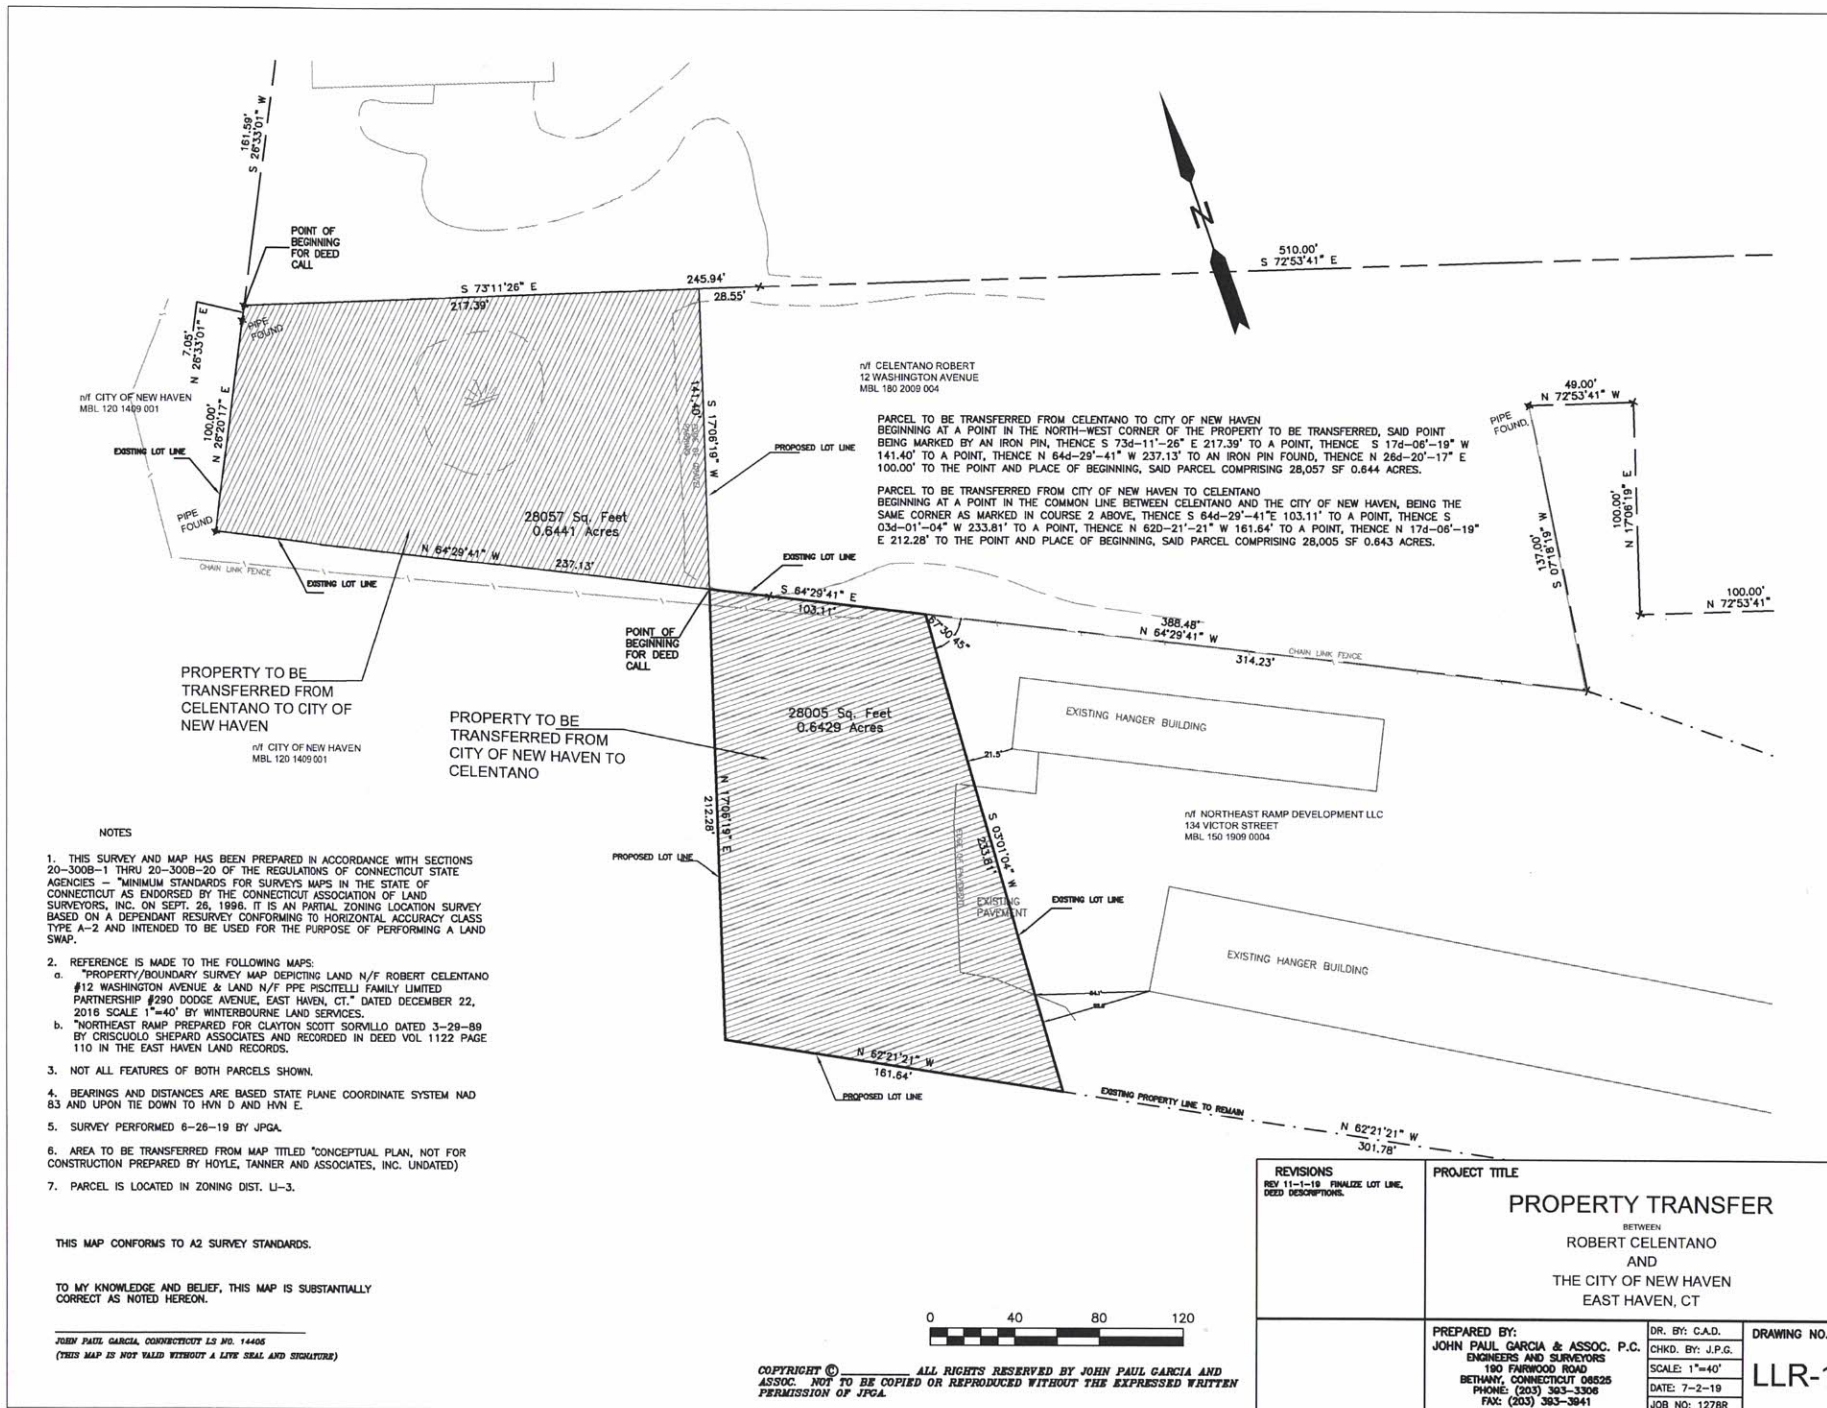 161.59'
S 26°33'01" W
POINT OF
BEGINNING
FOR DEED
CALL
510.00'
S 72°53'41" E
S 73°11'26" E
217.39'
245.94'
28.55'
N
PIPE
FOUND
7.05'
N 26°33'01" E
n/f CITY OF NEW HAVEN
MBL 120 1409 001
100.00'
N 26°20'17" E
EXISTING LOT LINE
PIPE
FOUND
n/f CELENTANO ROBERT
12 WASHINGTON AVENUE
MBL 180 2009 004
49.00'
N 72°53'41" W
PIPE
FOUND
S 17°06'19" W
141.40'
PROPOSED LOT LINE
PARCEL TO BE TRANSFERRED FROM CELENTANO TO CITY OF NEW HAVEN
BEGINNING AT A POINT IN THE NORTH-WEST CORNER OF THE PROPERTY TO BE TRANSFERRED, SAID POINT
BEING MARKED BY AN IRON PIN, THENCE S 73d-11'-26" E 217.39' TO A POINT, THENCE S 17d-06'-19" W
141.40' TO A POINT, THENCE N 64d-29'-41" W 237.13' TO AN IRON PIN FOUND, THENCE N 26d-20'-17" E
100.00' TO THE POINT AND PLACE OF BEGINNING, SAID PARCEL COMPRISING 28,057 SF 0.644 ACRES.
PARCEL TO BE TRANSFERRED FROM CITY OF NEW HAVEN TO CELENTANO
BEGINNING AT A POINT IN THE COMMON LINE BETWEEN CELENTANO AND THE CITY OF NEW HAVEN, BEING THE
SAME CORNER AS MARKED IN COURSE 2 ABOVE, THENCE S 64d-29'-41"E 103.11' TO A POINT, THENCE S
03d-01'-04" W 233.81' TO A POINT, THENCE N 62D-21'-21" W 161.64' TO A POINT, THENCE N 17d-06'-19"
E 212.28' TO THE POINT AND PLACE OF BEGINNING, SAID PARCEL COMPRISING 28,005 SF 0.643 ACRES.
137.00'
S 07°18'19" W
100.00'
N 17°06'19" E
100.00'
N 72°53'41"
28057 Sq. Feet
0.6441 Acres
N 64°29'41" W
237.13'
CHAIN LINK FENCE
EXISTING LOT LINE
EXISTING LOT LINE
S 64°29'41" E
103.11'
67°30'45"
388.48'
N 64°29'41" W
314.23'
CHAIN LINK FENCE
POINT OF
BEGINNING
FOR DEED
CALL
PROPERTY TO BE
TRANSFERRED FROM
CELENTANO TO CITY OF
NEW HAVEN
n/f CITY OF NEW HAVEN
MBL 120 1409 001
PROPERTY TO BE
TRANSFERRED FROM
CITY OF NEW HAVEN TO
CELENTANO
28005 Sq. Feet
0.6429 Acres
EXISTING HANGER BUILDING
21.5'
n/f NORTHEAST RAMP DEVELOPMENT LLC
134 VICTOR STREET
MBL 150 1909 0004
N 17°06'19" E
212.28'
S 03°01'04" W
233.81'
EDGE OF PAVEMENT
EXISTING
PAVEMENT
PROPOSED LOT LINE
EXISTING LOT LINE
EXISTING HANGER BUILDING
N 62°21'21" W
161.64'
PROPOSED LOT LINE
EXISTING PROPERTY LINE TO REMAIN
N 62°21'21" W
301.78'
NOTES
1. THIS SURVEY AND MAP HAS BEEN PREPARED IN ACCORDANCE WITH SECTIONS
20-300B-1 THRU 20-300B-20 OF THE REGULATIONS OF CONNECTICUT STATE
AGENCIES - "MINIMUM STANDARDS FOR SURVEYS MAPS IN THE STATE OF
CONNECTICUT AS ENDORSED BY THE CONNECTICUT ASSOCIATION OF LAND
SURVEYORS, INC. ON SEPT. 26, 1996. IT IS AN PARTIAL ZONING LOCATION SURVEY
BASED ON A DEPENDANT RESURVEY CONFORMING TO HORIZONTAL ACCURACY CLASS
TYPE A-2 AND INTENDED TO BE USED FOR THE PURPOSE OF PERFORMING A LAND
SWAP.
2. REFERENCE IS MADE TO THE FOLLOWING MAPS:
a. "PROPERTY/BOUNDARY SURVEY MAP DEPICTING LAND N/F ROBERT CELENTANO
#12 WASHINGTON AVENUE & LAND N/F PPE PISCITELLI FAMILY LIMITED
PARTNERSHIP #290 DODGE AVENUE, EAST HAVEN, CT." DATED DECEMBER 22,
2016 SCALE 1"=40' BY WINTERBOURNE LAND SERVICES.
b. "NORTHEAST RAMP PREPARED FOR CLAYTON SCOTT SORVILLO DATED 3-29-89
BY CRISCUOLO SHEPARD ASSOCIATES AND RECORDED IN DEED VOL 1122 PAGE
110 IN THE EAST HAVEN LAND RECORDS.
3. NOT ALL FEATURES OF BOTH PARCELS SHOWN.
4. BEARINGS AND DISTANCES ARE BASED STATE PLANE COORDINATE SYSTEM NAD
83 AND UPON TIE DOWN TO HVN D AND HVN E.
5. SURVEY PERFORMED 6-26-19 BY JPGA.
6. AREA TO BE TRANSFERRED FROM MAP TITLED "CONCEPTUAL PLAN, NOT FOR
CONSTRUCTION PREPARED BY HOYLE, TANNER AND ASSOCIATES, INC. UNDATED)
7. PARCEL IS LOCATED IN ZONING DIST. LI-3.
THIS MAP CONFORMS TO A2 SURVEY STANDARDS.
TO MY KNOWLEDGE AND BELIEF, THIS MAP IS SUBSTANTIALLY
CORRECT AS NOTED HEREON.
JOHN PAUL GARCIA, CONNECTICUT LS NO. 14406
(THIS MAP IS NOT VALID WITHOUT A LIVE SEAL AND SIGNATURE)
0 40 80 120
COPYRIGHT © ALL RIGHTS RESERVED BY JOHN PAUL GARCIA AND
ASSOC. NOT TO BE COPIED OR REPRODUCED WITHOUT THE EXPRESSED WRITTEN
PERMISSION OF JPGA.
REVISIONS
REV 11-1-19 FINALIZE LOT LINE,
DEED DESCRIPTIONS.
PROJECT TITLE
PROPERTY TRANSFER
BETWEEN
ROBERT CELENTANO
AND
THE CITY OF NEW HAVEN
EAST HAVEN, CT
PREPARED BY:
JOHN PAUL GARCIA & ASSOC. P.C.
ENGINEERS AND SURVEYORS
190 FAIRWOOD ROAD
BETHANY, CONNECTICUT 06525
PHONE: (203) 393-3306
FAX: (203) 393-3941
DR. BY: C.A.D.
CHKD. BY: J.P.G.
SCALE: 1"=40'
DATE: 7-2-19
JOB NO: 1278R
DRAWING NO.
LLR-1